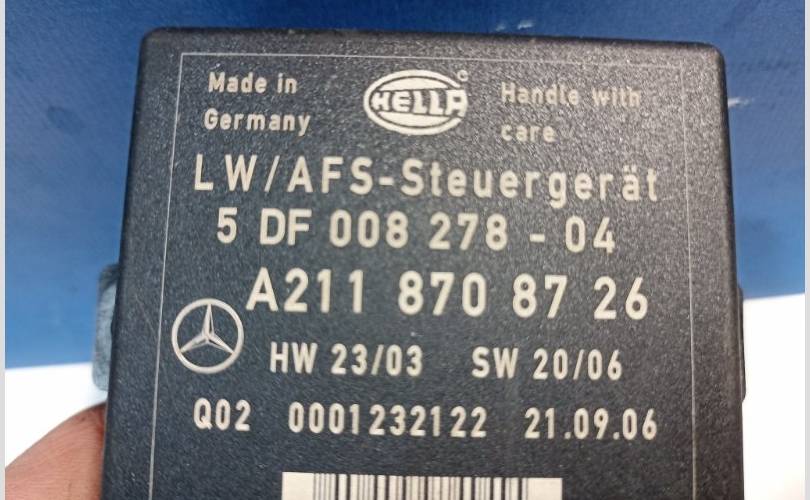 Made in
Germany
HELLA
Handle with
care
LW/AFS-Steuergerät
5 DF 008 278 - 04
A211 870 87 26
HW 23/03 SW 20/06
Q02 0001232122 21.09.06